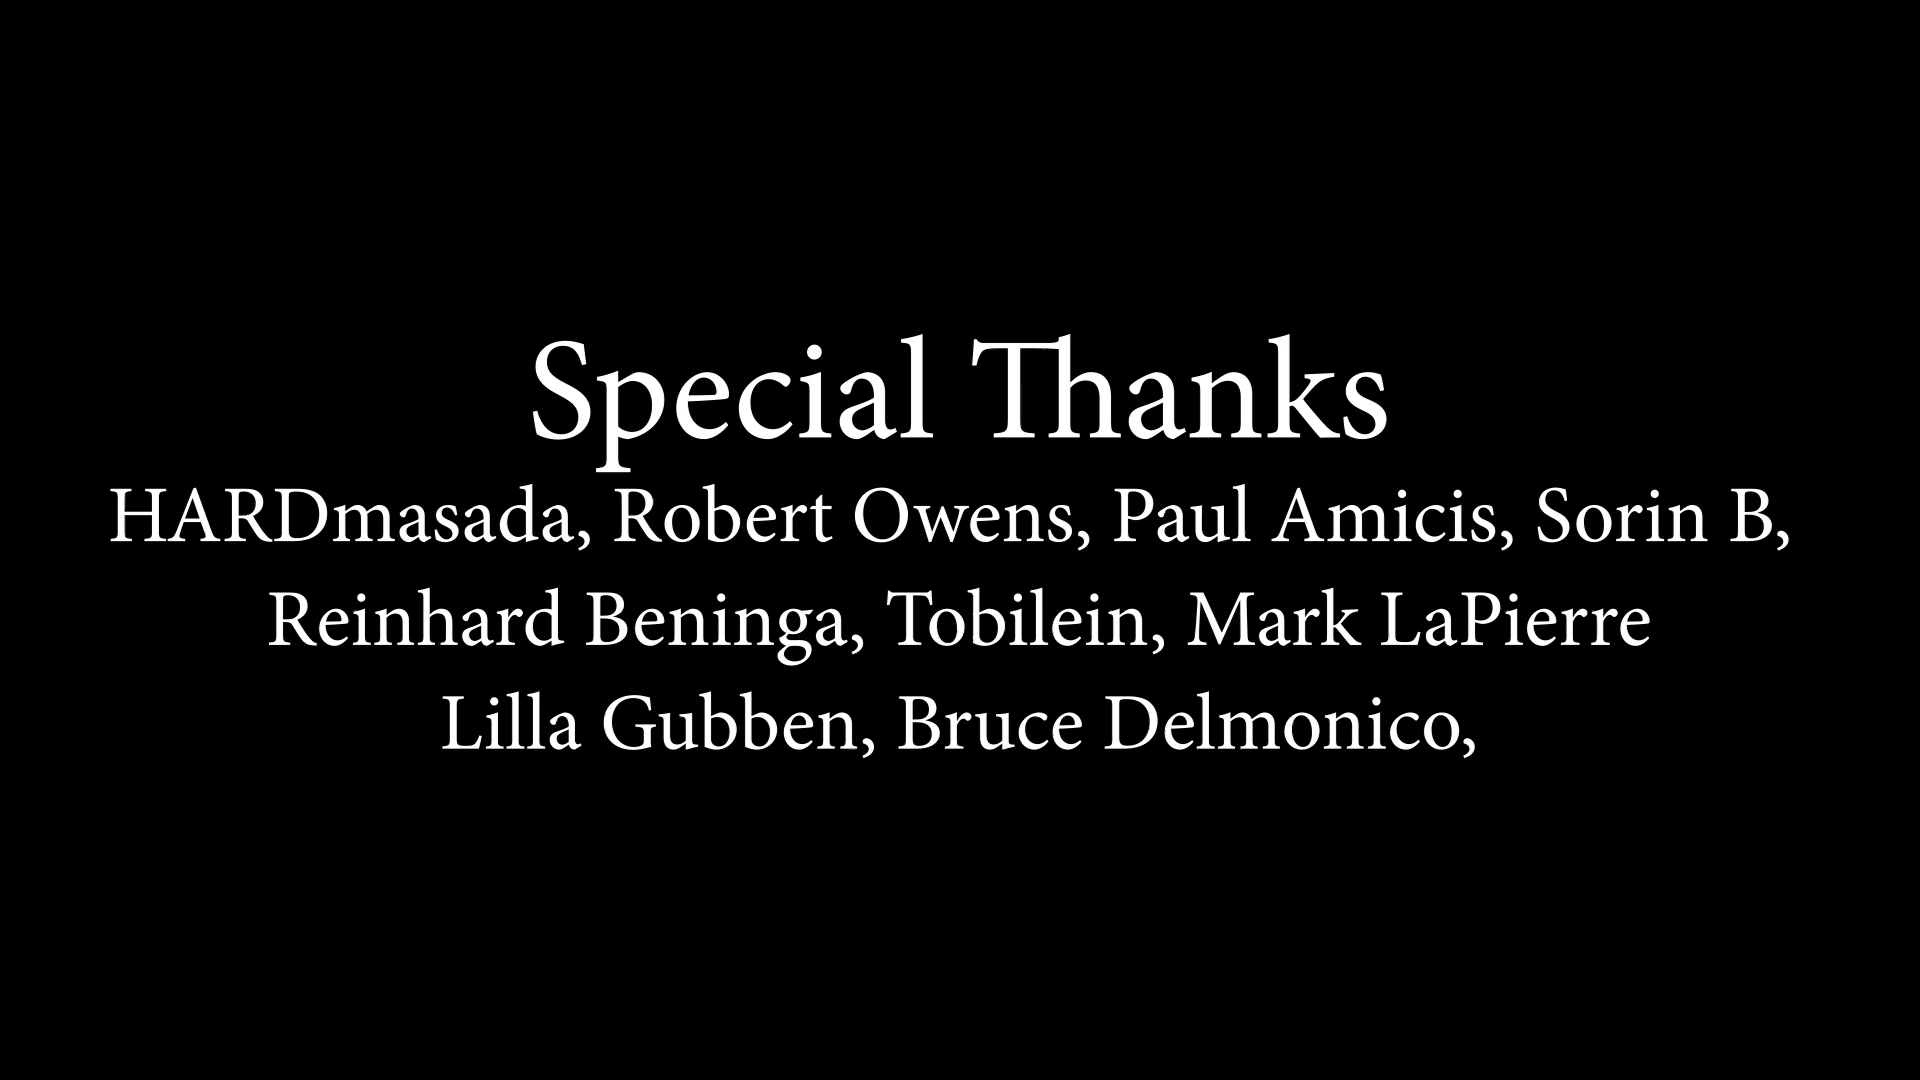 Special Thanks
HARDmasada, Robert Owens, Paul Amicis, Sorin B,
Reinhard Beninga, Tobilein, Mark LaPierre
Lilla Gubben, Bruce Delmonico,